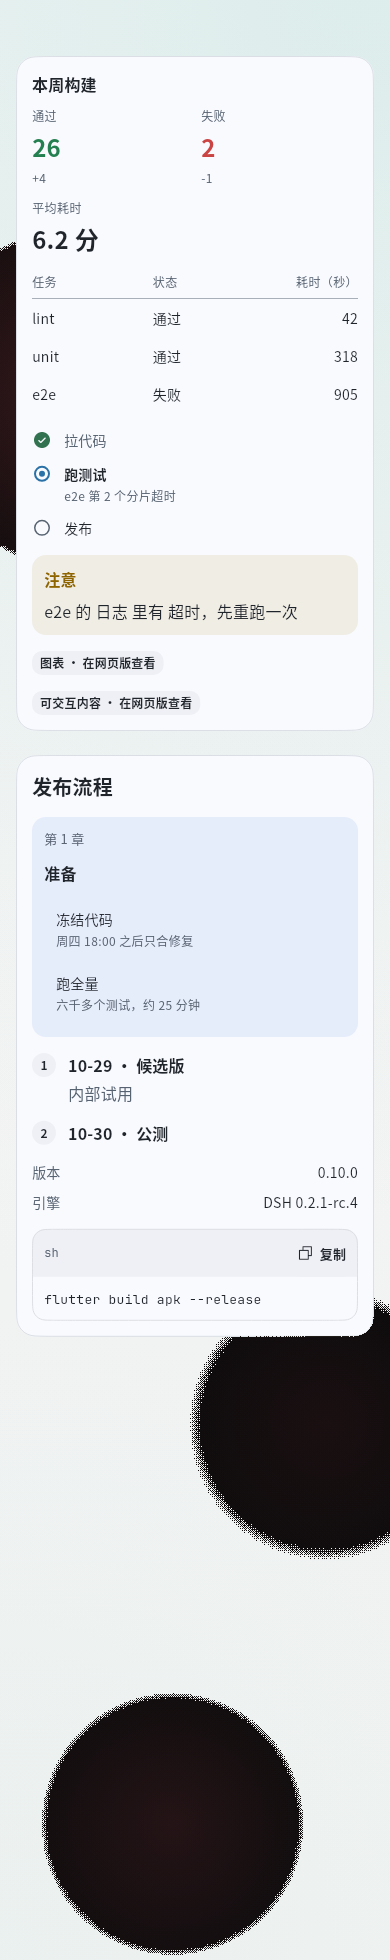 本周构建
通过 失败
26 2
+4 -1
平均耗时
6.2 分
任务 状态 耗时（秒）
lint 通过 42
unit 通过 318
e2e 失败 905
拉代码
跑测试
e2e 第 2 个分片超时
发布
注意
e2e 的 日志 里有 超时，先重跑一次
图表 · 在网页版查看
可交互内容 · 在网页版查看
发布流程
第 1 章
准备
冻结代码
周四 18:00 之后只合修复
跑全量
六千多个测试，约 25 分钟
1 10-29 · 候选版
内部试用
2 10-30 · 公测
版本 0.10.0
引擎 DSH 0.2.1-rc.4
sh 复制
flutter build apk --release